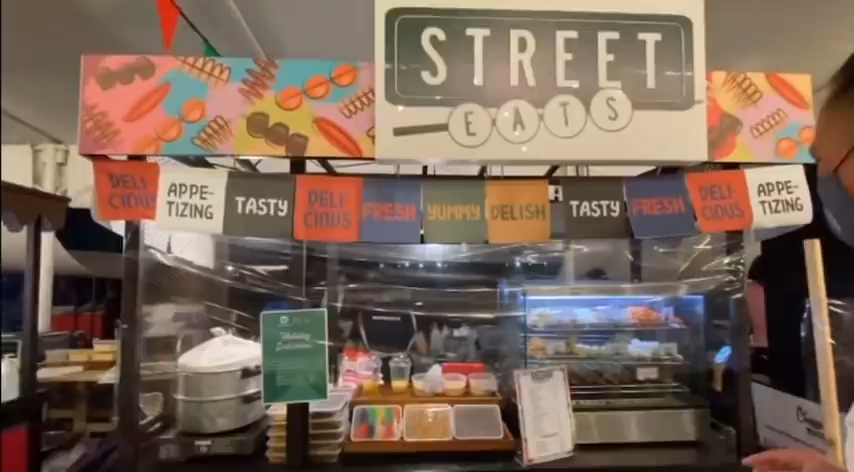 STREET
EATS
DELI-
CIOUS
APPE-
TIZING
TASTY
DELI-
CIOUS
FRESH
YUMMY
DELISH
TASTY
FRESH
DELI-
CIOUS
APPE-
TIZING